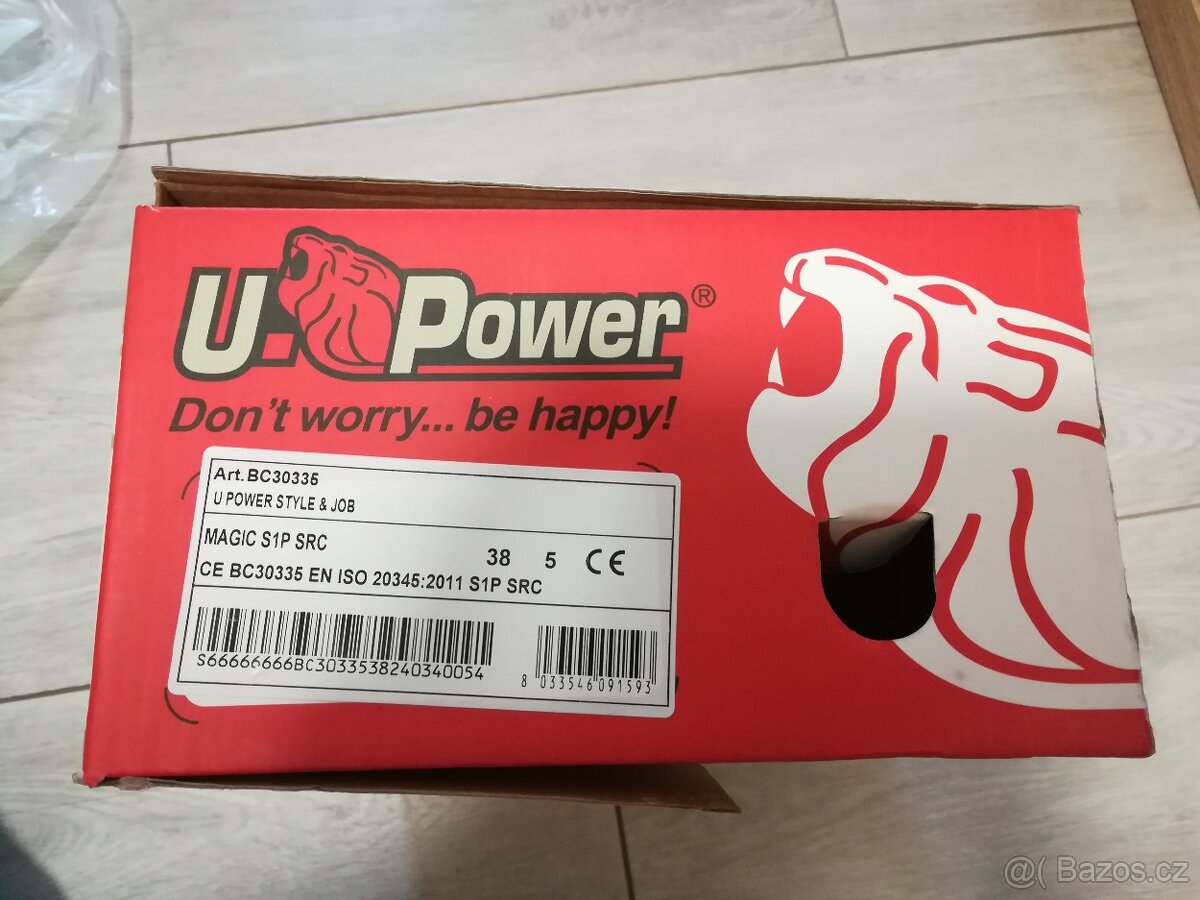 U Power®
Don't worry... be happy!
Art. BC30335
U POWER STYLE & JOB
MAGIC S1P SRC 38 5 CE
CE BC30335 EN ISO 20345:2011 S1P SRC
S66666666BC3033538240340054
8 033546 091593
@( Bazos.cz